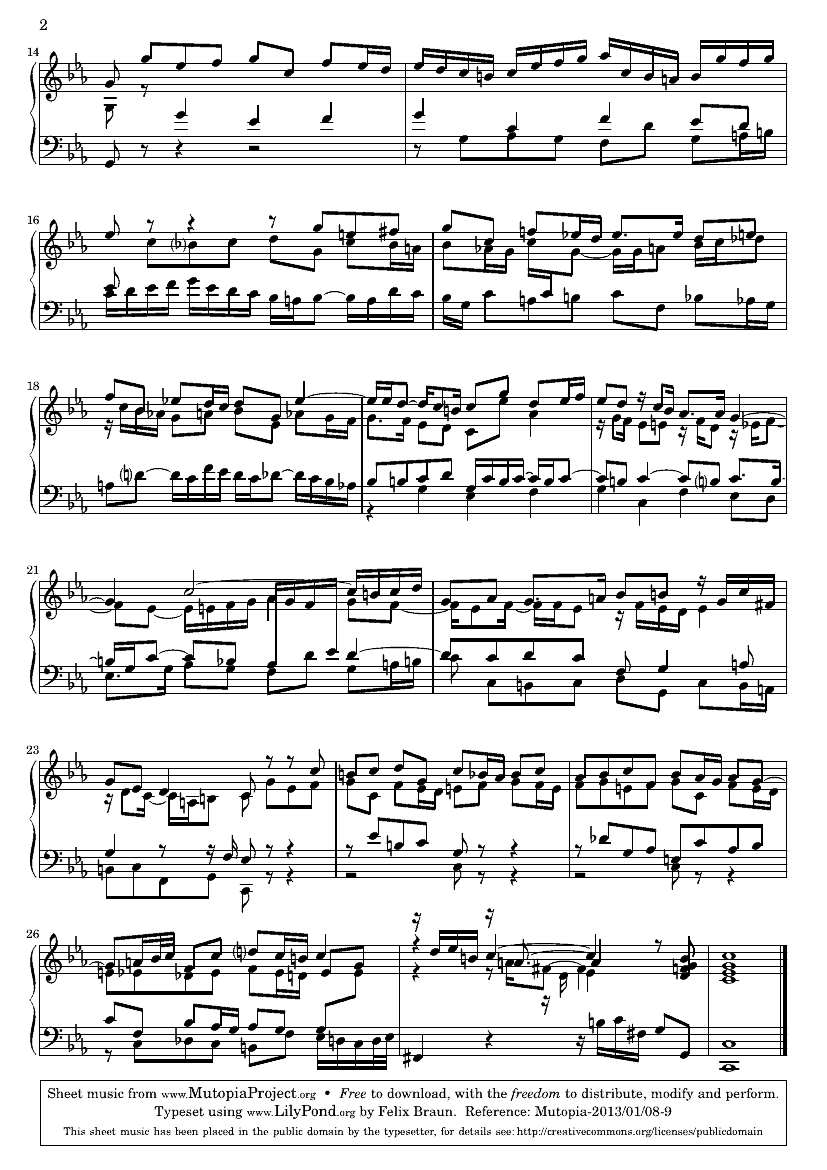 2
14
16
18
21
23
26
Sheet music from www.MutopiaProject.org • Free to download, with the freedom to distribute, modify and perform.
Typeset using www.LilyPond.org by Felix Braun. Reference: Mutopia-2013/01/08-9
This sheet music has been placed in the public domain by the typesetter, for details see: http://creativecommons.org/licenses/publicdomain